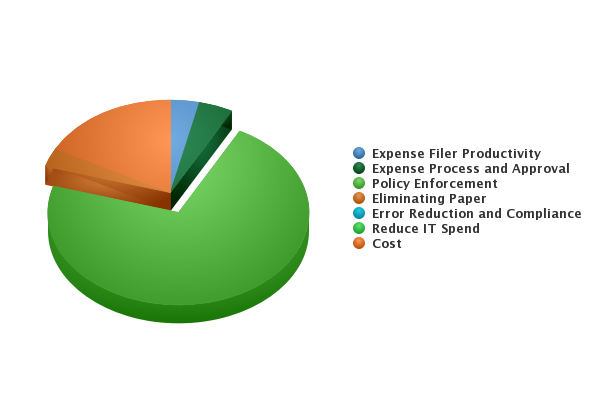 Expense Filer Productivity
Expense Process and Approval
Policy Enforcement
Eliminating Paper
Error Reduction and Compliance
Reduce IT Spend
Cost